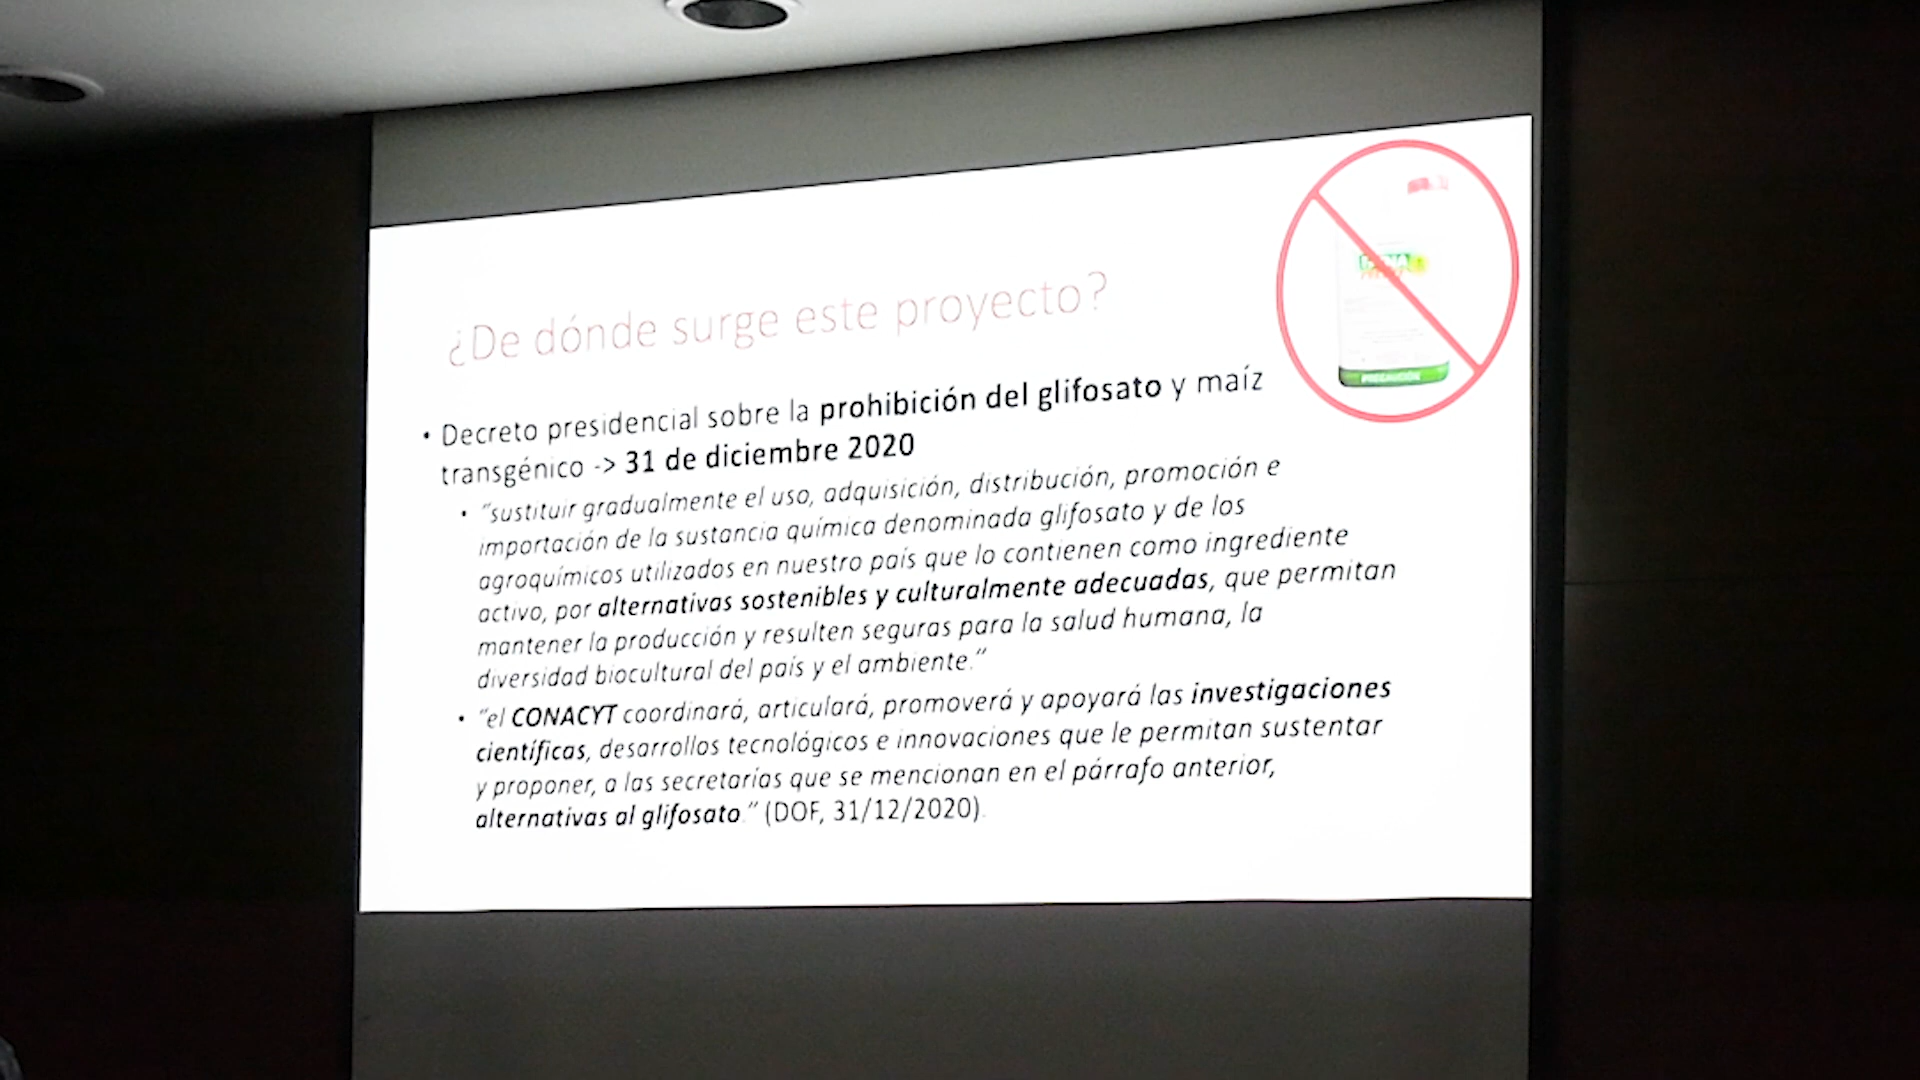 ¿De dónde surge este proyecto?
• Decreto presidencial sobre la prohibición del glifosato y maíz
transgénico -> 31 de diciembre 2020
• "sustituir gradualmente el uso, adquisición, distribución, promoción e
importación de la sustancia química denominada glifosato y de los
agroquímicos utilizados en nuestro país que lo contienen como ingrediente
activo, por alternativas sostenibles y culturalmente adecuadas, que permitan
mantener la producción y resulten seguras para la salud humana, la
diversidad biocultural del país y el ambiente."
• "el CONACYT coordinará, articulará, promoverá y apoyará las investigaciones
científicas, desarrollos tecnológicos e innovaciones que le permitan sustentar
y proponer, a las secretarías que se mencionan en el párrafo anterior,
alternativas al glifosato." (DOF, 31/12/2020).
PRECAUCIÓN